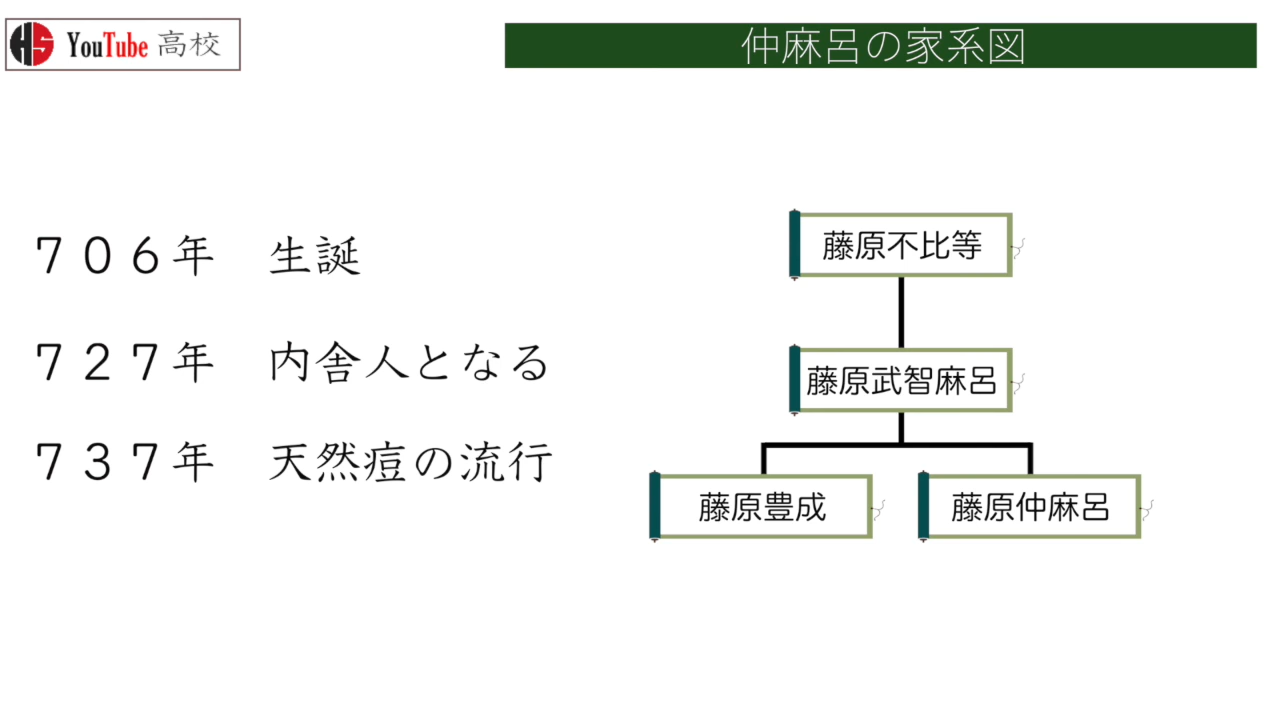 YouTube 高校
仲麻呂の家系図
７０６年　生誕
７２７年　内舎人となる
７３７年　天然痘の流行
藤原不比等
藤原武智麻呂
藤原豊成
藤原仲麻呂